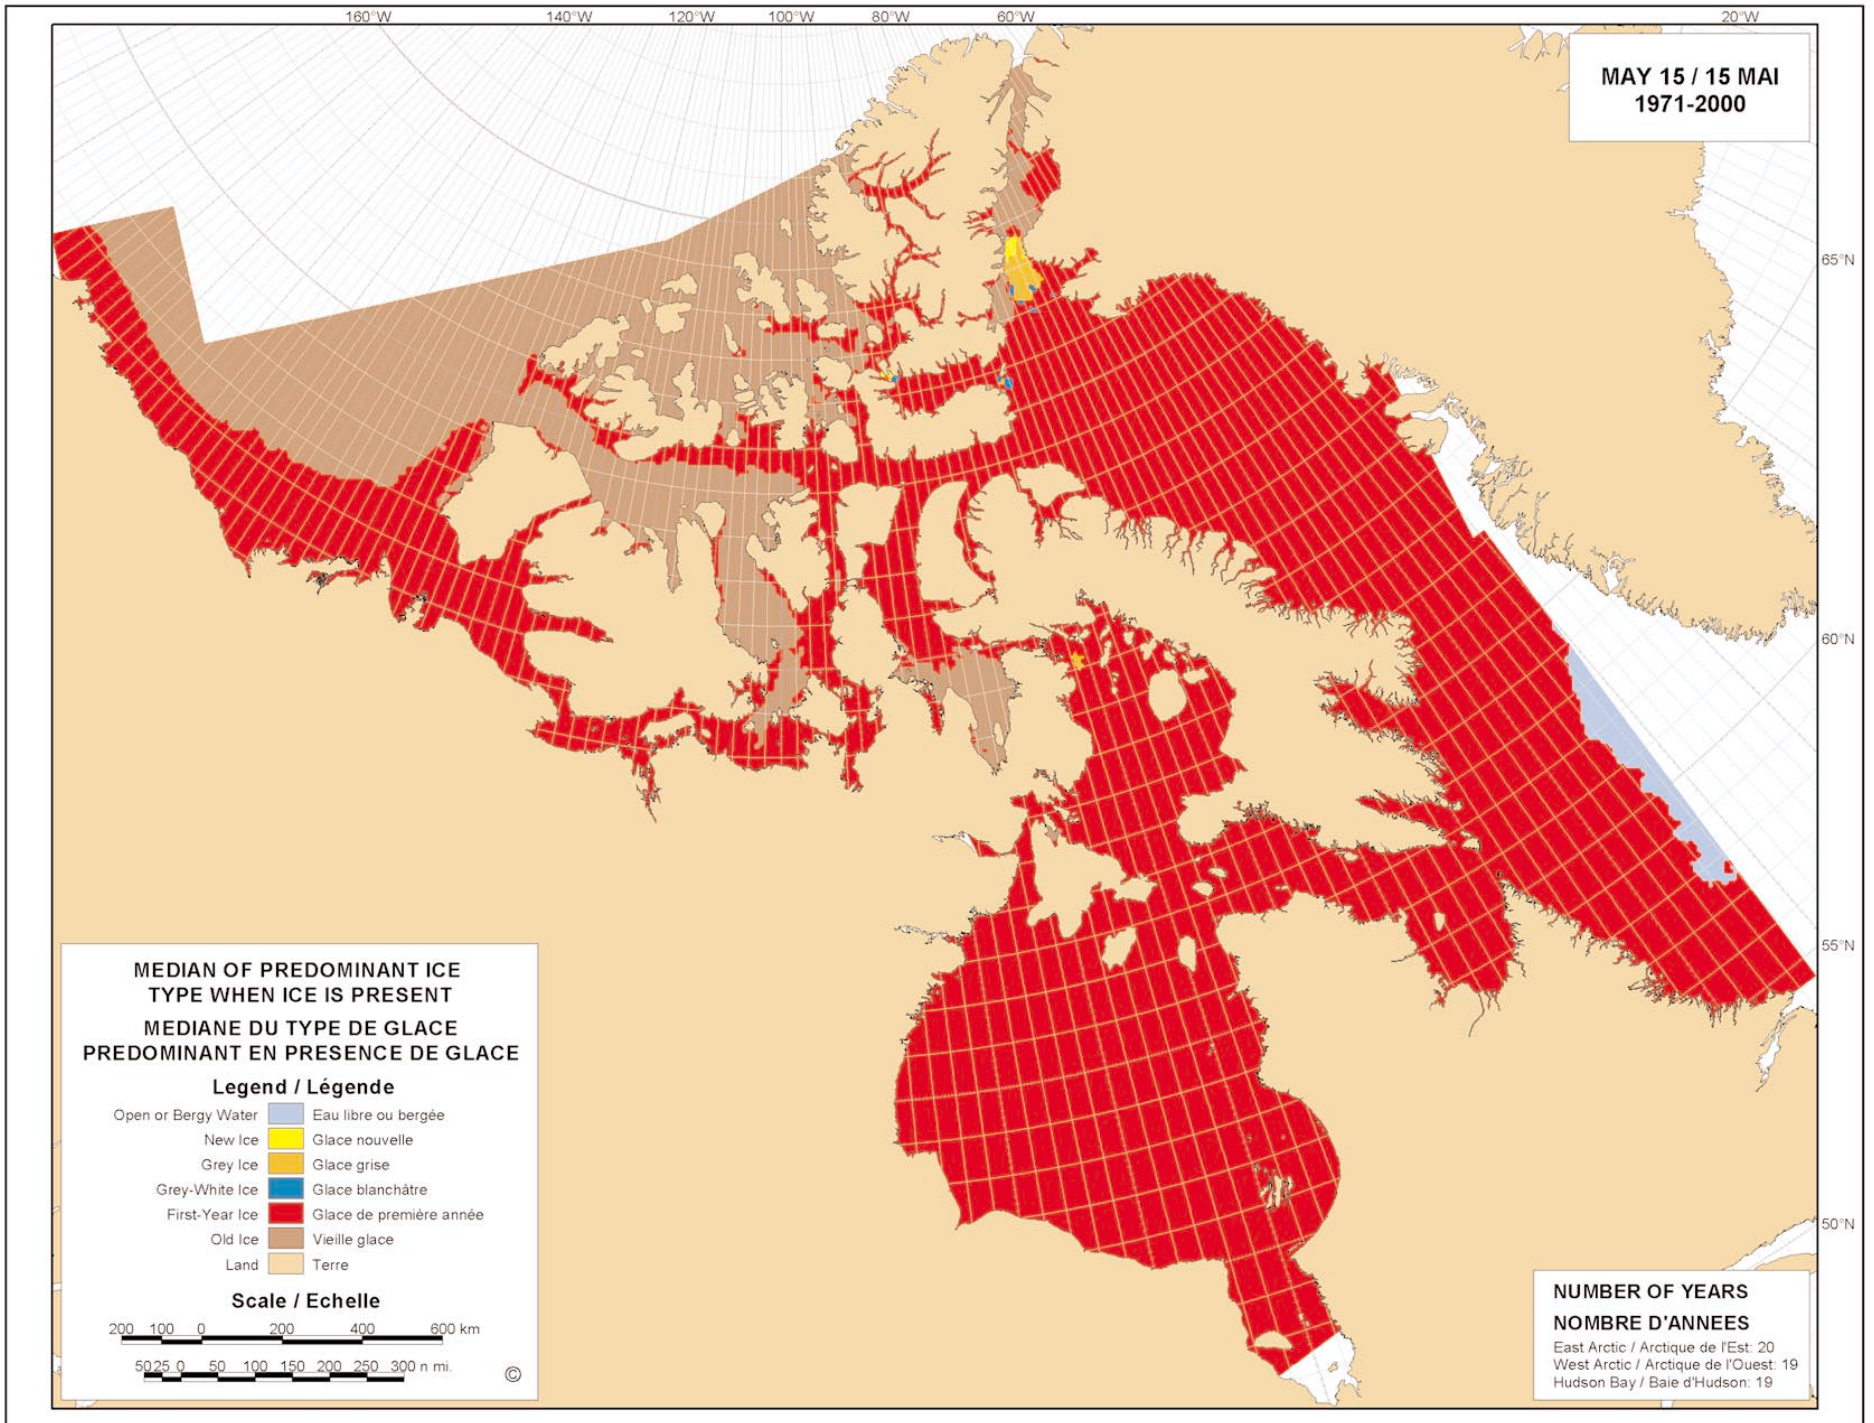 160°W 140°W 120°W 100°W 80°W 60°W 20°W
MAY 15 / 15 MAI
1971-2000
65°N
60°N
55°N
50°N
MEDIAN OF PREDOMINANT ICE
TYPE WHEN ICE IS PRESENT
MEDIANE DU TYPE DE GLACE
PREDOMINANT EN PRESENCE DE GLACE
Legend / Légende
Open or Bergy Water Eau libre ou bergée
New Ice Glace nouvelle
Grey Ice Glace grise
Grey-White Ice Glace blanchâtre
First-Year Ice Glace de première année
Old Ice Vieille glace
Land Terre
Scale / Echelle
200 100 0 200 400 600 km
50 25 0 50 100 150 200 250 300 n mi.
©
NUMBER OF YEARS
NOMBRE D'ANNEES
East Arctic / Arctique de l'Est: 20
West Arctic / Arctique de l'Ouest: 19
Hudson Bay / Baie d'Hudson: 19